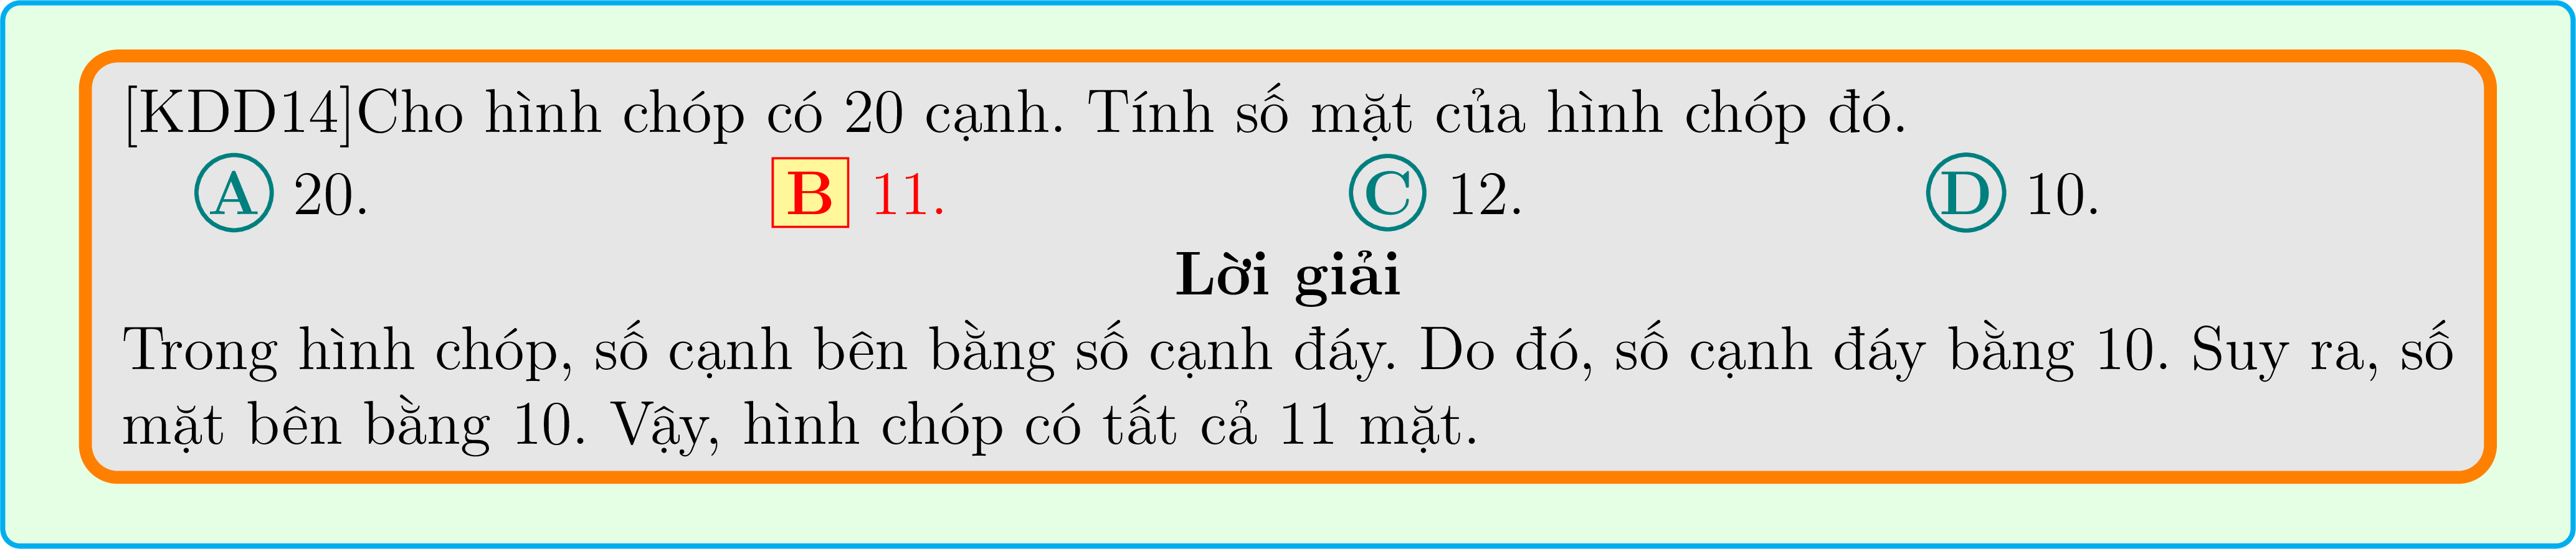 [KDD14]Cho hình chóp có 20 cạnh. Tính số mặt của hình chóp đó.
A 20. B 11. C 12. D 10.
Lời giải
Trong hình chóp, số cạnh bên bằng số cạnh đáy. Do đó, số cạnh đáy bằng 10. Suy ra, số
mặt bên bằng 10. Vậy, hình chóp có tất cả 11 mặt.